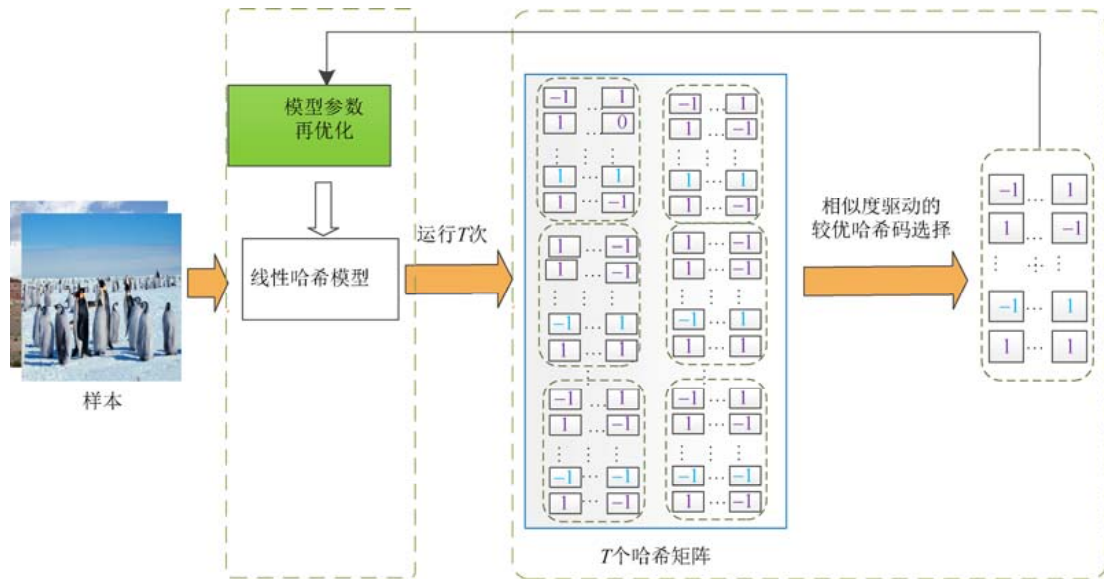 模型参数
再优化
线性哈希模型
样本
运行T次
-1 … 1
1 … 0
⋮ ⋮ ⋮
1 … 1
1 … -1
-1 … 1
1 … -1
⋮ ⋮ ⋮
1 … 1
1 … -1
1 … -1
1 … -1
⋮ ⋮ ⋮
-1 … 1
1 … 1
1 … -1
1 … -1
⋮ ⋮ ⋮
-1 … 1
1 … 1
-1 … 1
1 … -1
⋮ ⋮ ⋮
-1 … -1
1 … -1
-1 … 1
1 … -1
⋮ ⋮ ⋮
-1 … -1
1 … -1
T个哈希矩阵
相似度驱动的
较优哈希码选择
-1 … 1
1 … -1
⋮ ⋮ ⋮
-1 … 1
1 … 1